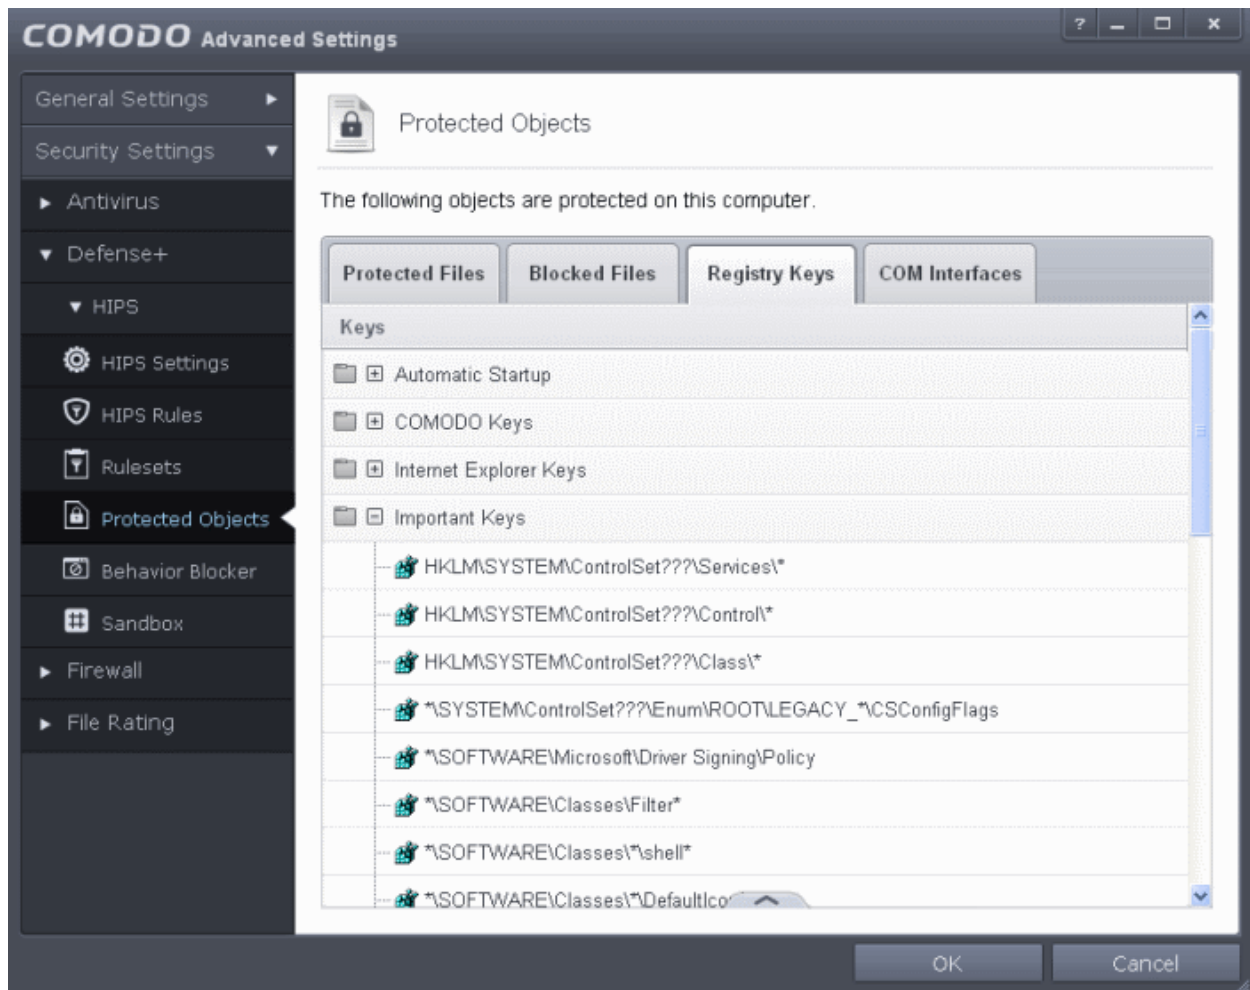 COMODO Advanced Settings
?
General Settings
Security Settings
Antivirus
Defense+
HIPS
HIPS Settings
HIPS Rules
Rulesets
Protected Objects
Behavior Blocker
Sandbox
Firewall
File Rating
Protected Objects
The following objects are protected on this computer.
Protected Files Blocked Files Registry Keys COM Interfaces
Keys
Automatic Startup
COMODO Keys
Internet Explorer Keys
Important Keys
HKLM\SYSTEM\ControlSet???\Services\*
HKLM\SYSTEM\ControlSet???\Control\*
HKLM\SYSTEM\ControlSet???\Class\*
*\SYSTEM\ControlSet???\Enum\ROOT\LEGACY_*\CSConfigFlags
*\SOFTWARE\Microsoft\Driver Signing\Policy
*\SOFTWARE\Classes\Filter*
*\SOFTWARE\Classes\*\shell*
*\SOFTWARE\Classes\*\DefaultIco
OK Cancel